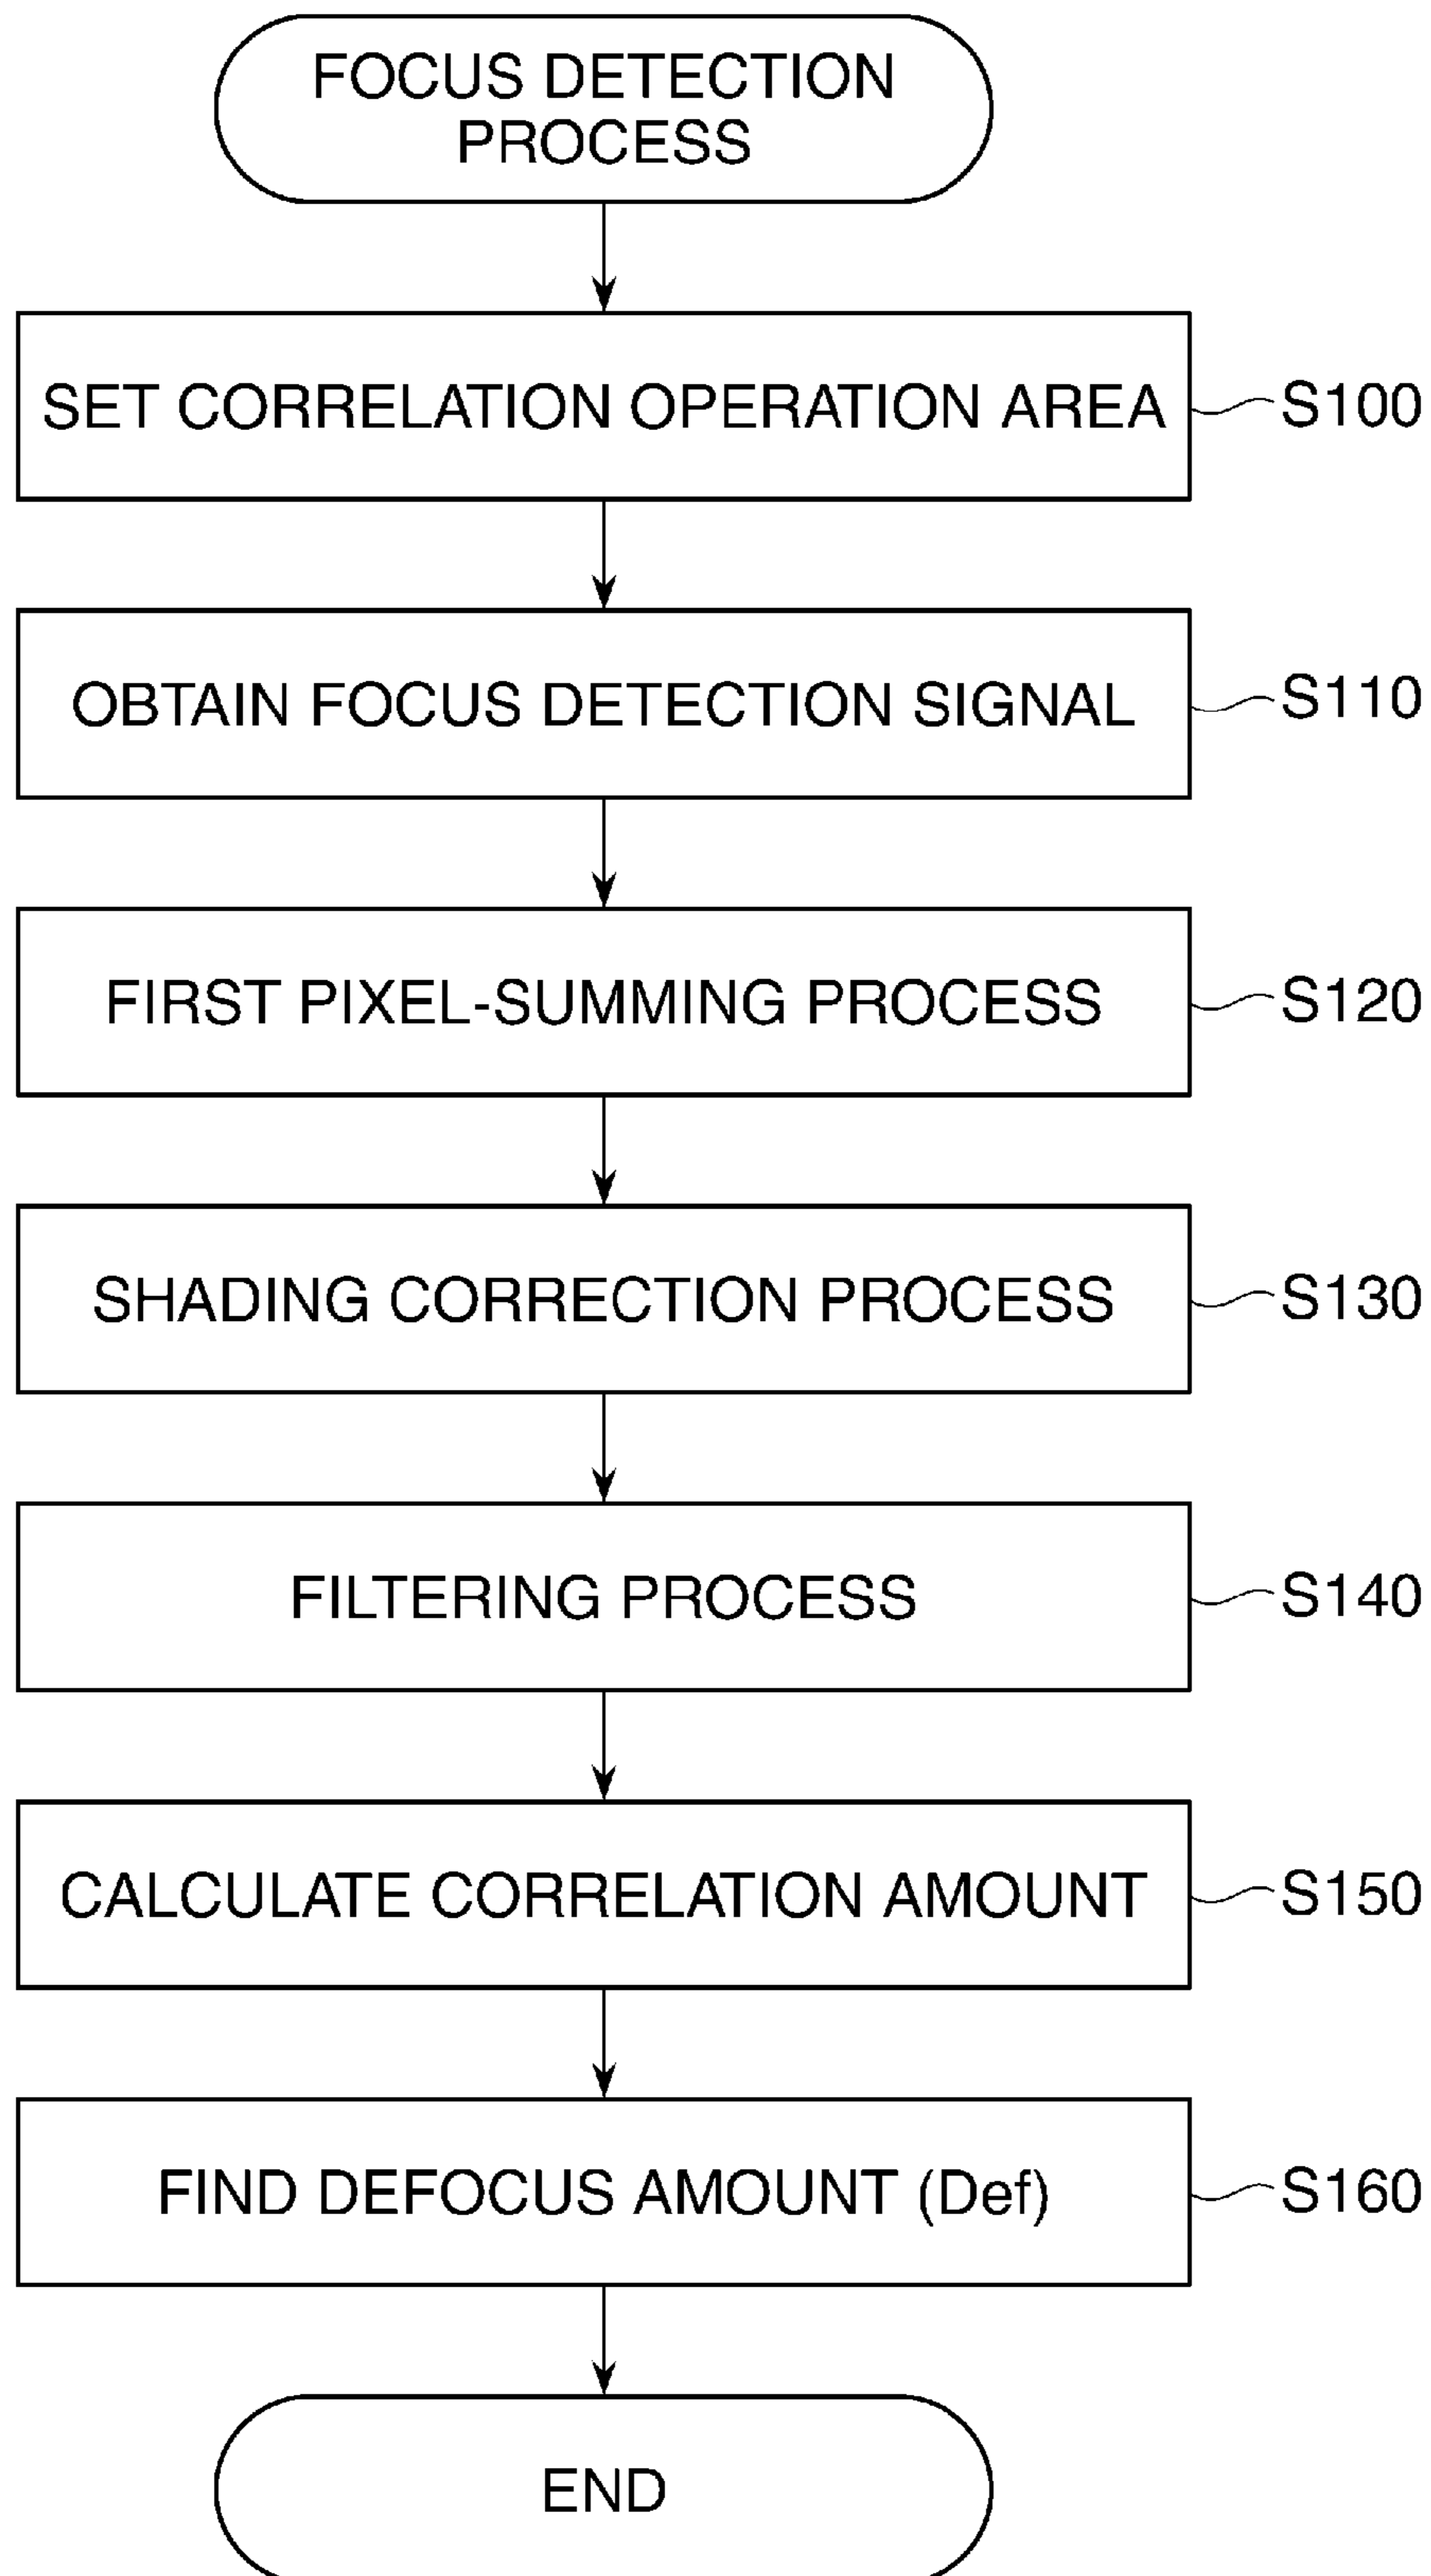 FOCUS DETECTION
PROCESS
SET CORRELATION OPERATION AREA
S100
OBTAIN FOCUS DETECTION SIGNAL
S110
FIRST PIXEL-SUMMING PROCESS
S120
SHADING CORRECTION PROCESS
S130
FILTERING PROCESS
S140
CALCULATE CORRELATION AMOUNT
S150
FIND DEFOCUS AMOUNT (Def)
S160
END